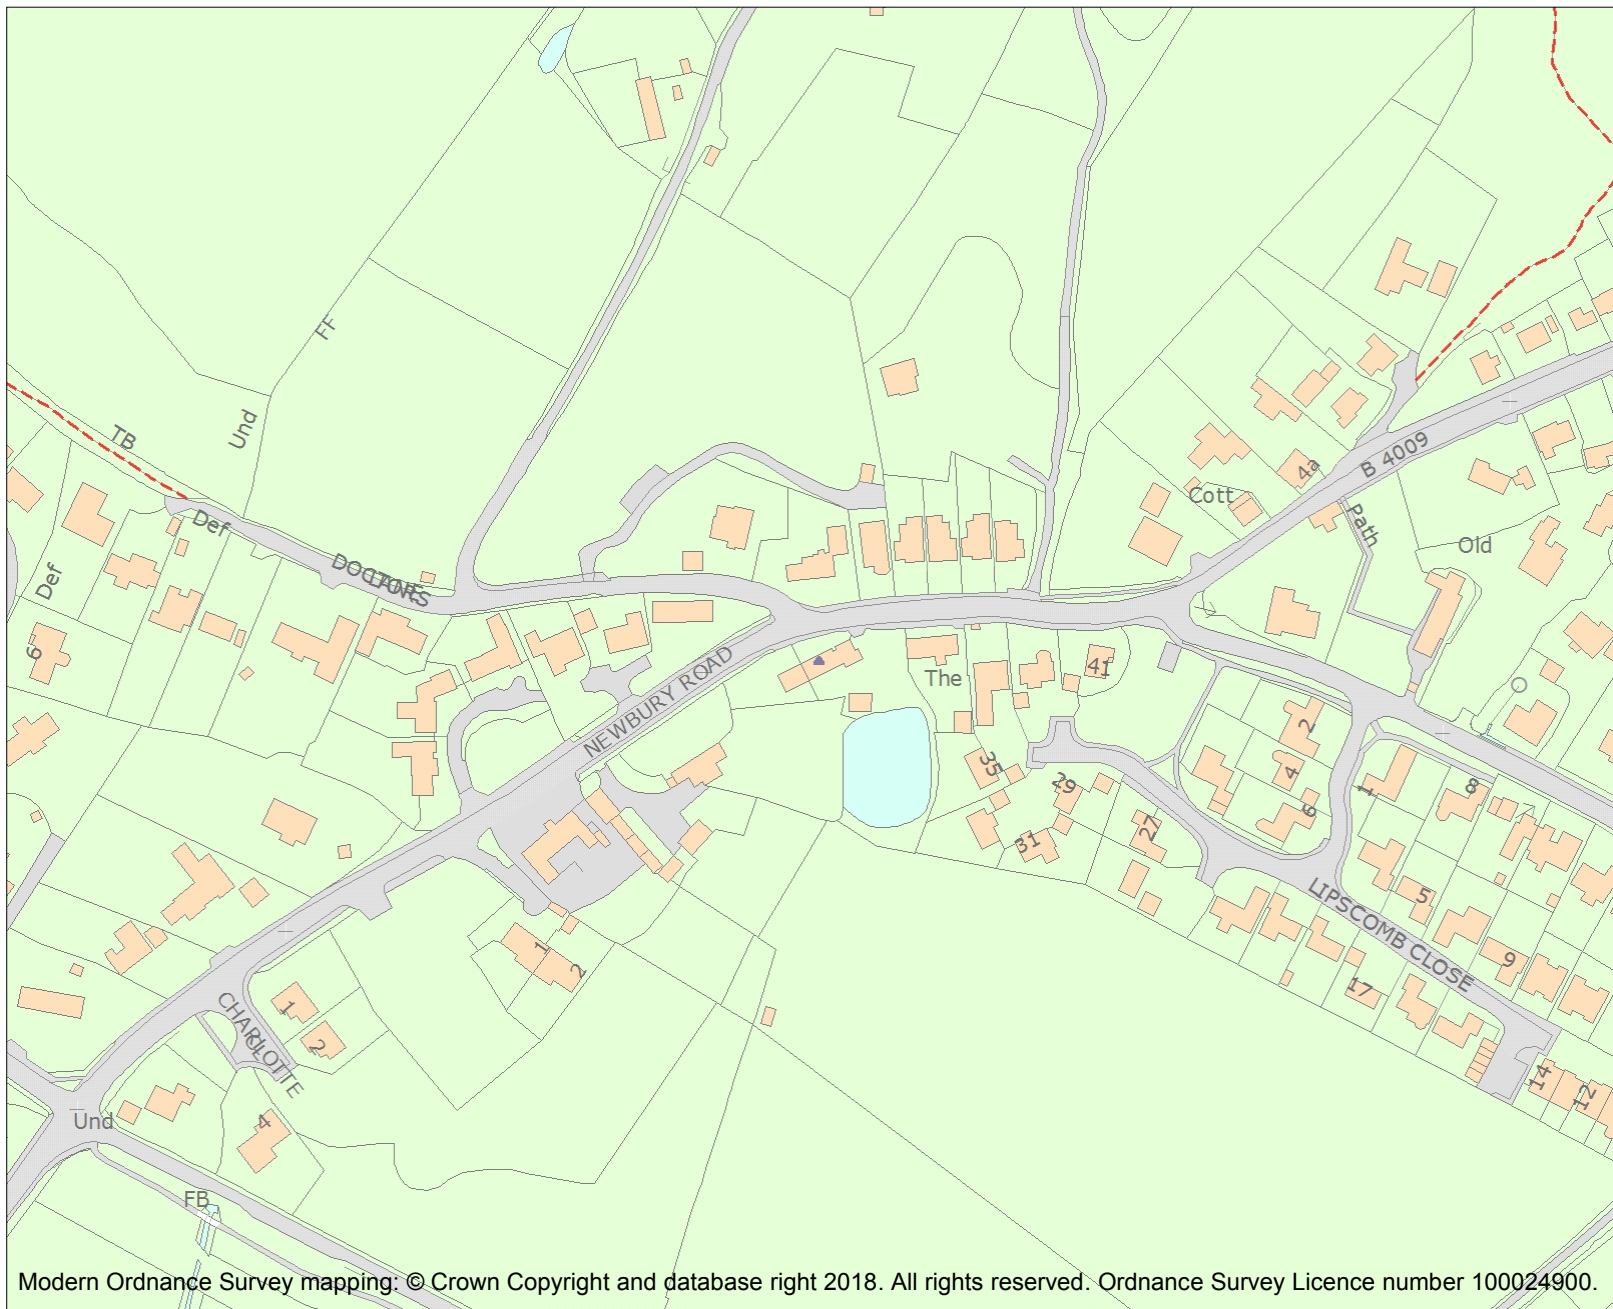 FF
TB
Und
Def
Def
DOCTORS
LANE
6
B 4009
4a
Cott
Path
Old
NEWBURY ROAD
The
41
35
29
31
27
2
4
6
1
8
5
9
17
LIPSCOMB CLOSE
14
12
1
2
CHARLOTTE
CL
1
2
4
Und
FB
L
Modern Ordnance Survey mapping: © Crown Copyright and database right 2018. All rights reserved. Ordnance Survey Licence number 100024900.